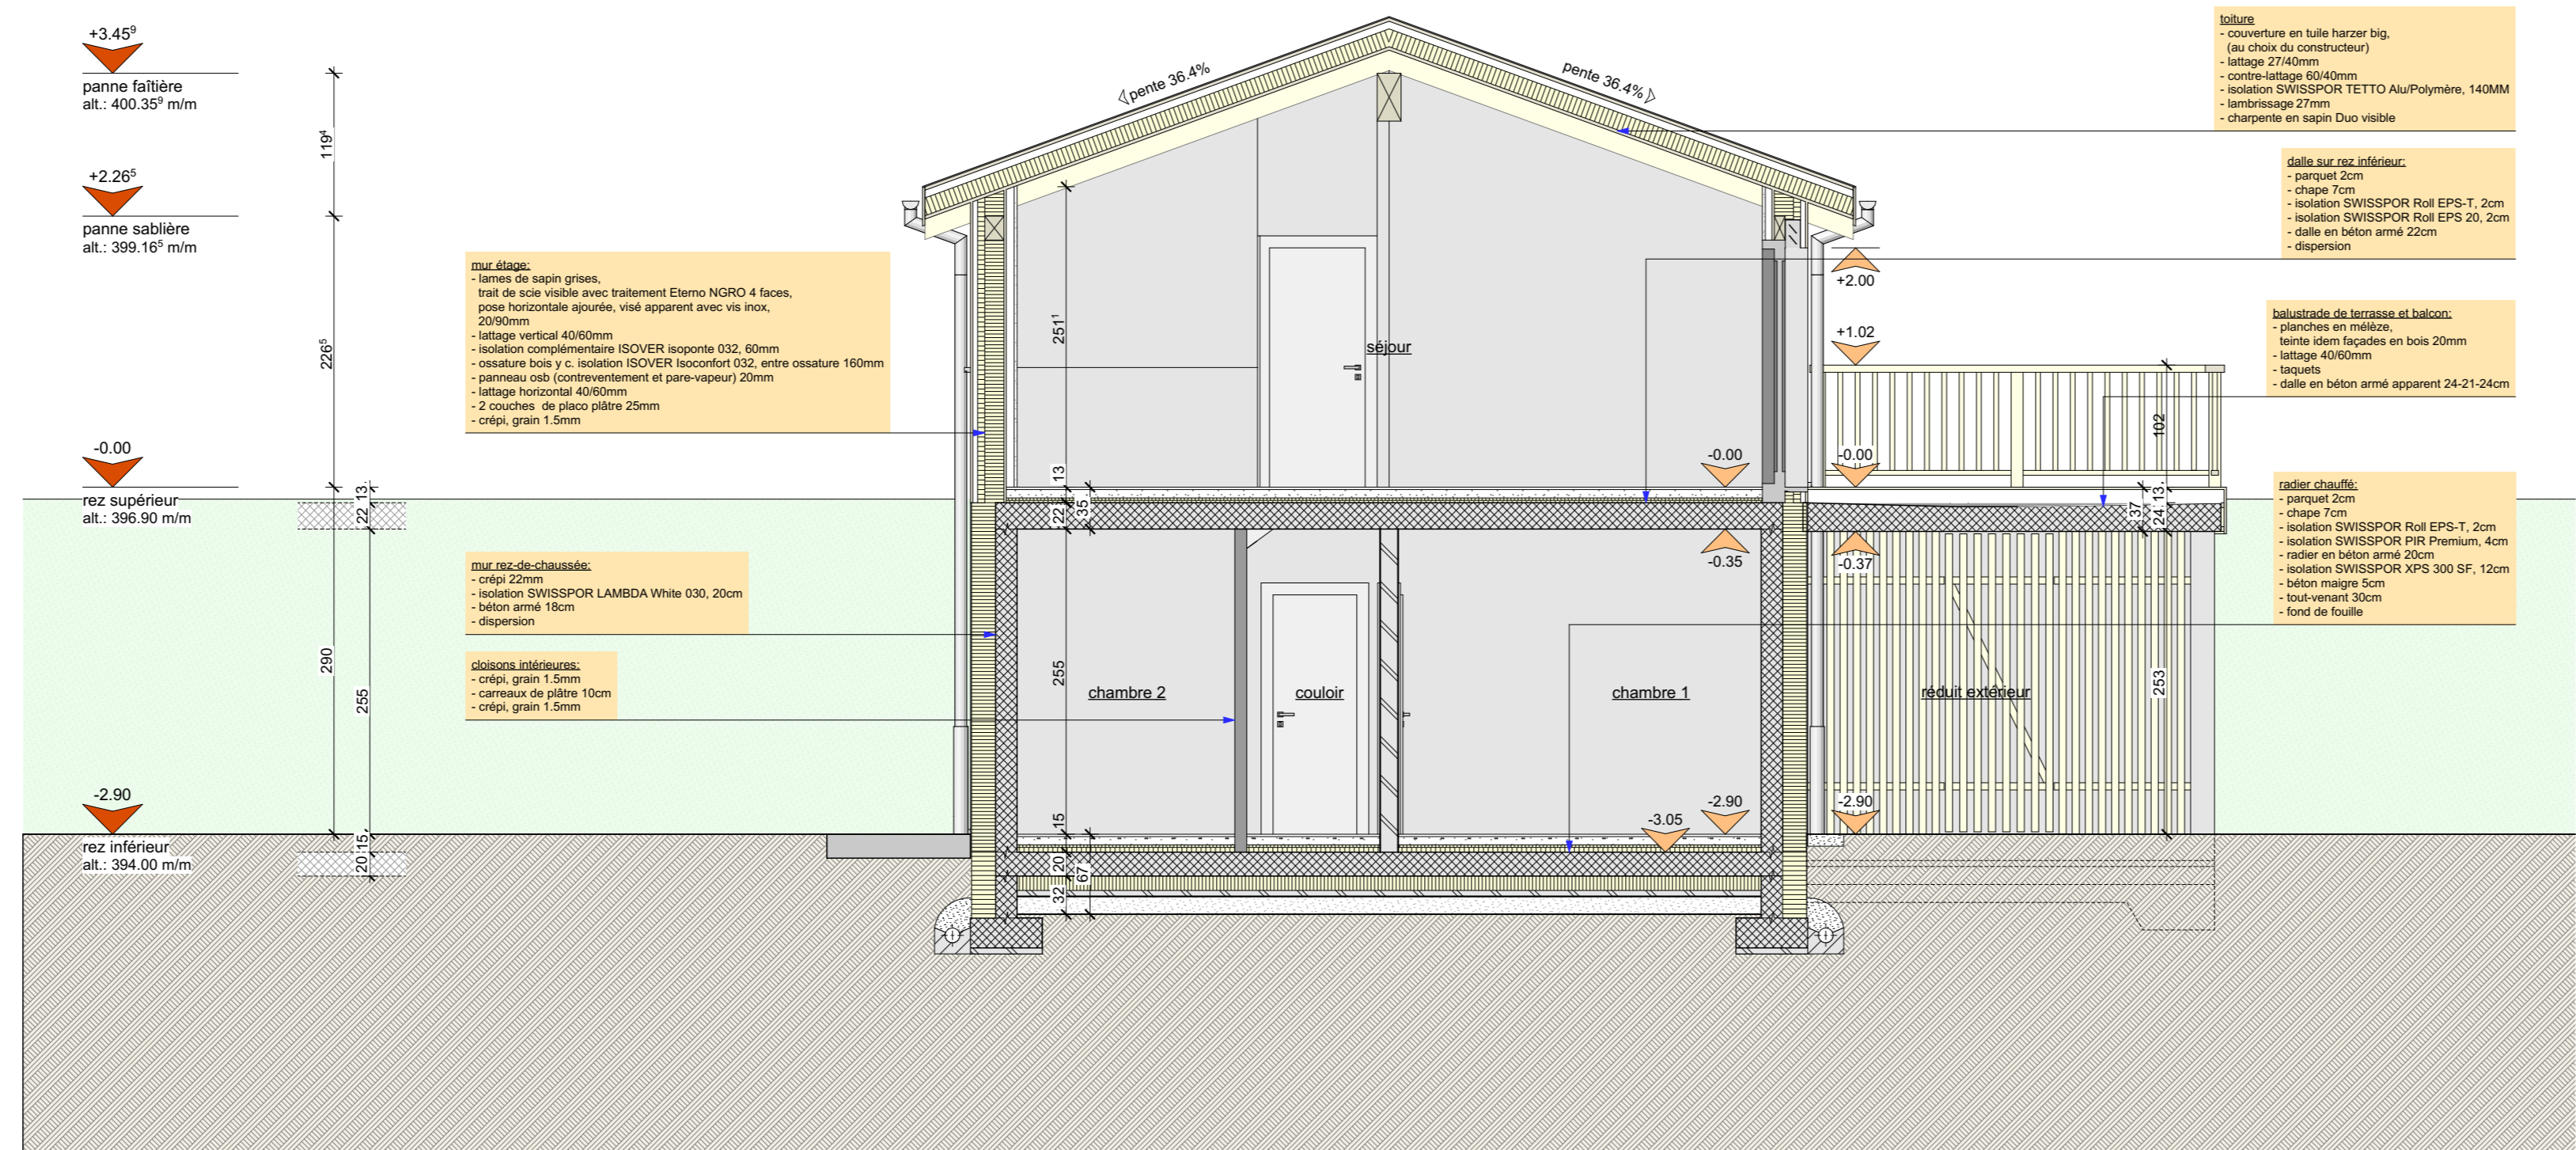 +3.45⁹
panne faîtière
alt.: 400.35⁹ m/m
+2.26⁵
panne sablière
alt.: 399.16⁵ m/m
-0.00
rez supérieur
alt.: 396.90 m/m
-2.90
rez inférieur
alt.: 394.00 m/m
119⁴
226⁵
290
13
22
255
15
20
mur étage:
- lames de sapin grises,
trait de scie visible avec traitement Eterno NGRO 4 faces,
pose horizontale ajourée, visé apparent avec vis inox,
20/90mm
- lattage vertical 40/60mm
- isolation complémentaire ISOVER isoponte 032, 60mm
- ossature bois y c. isolation ISOVER Isoconfort 032, entre ossature 160mm
- panneau osb (contreventement et pare-vapeur) 20mm
- lattage horizontal 40/60mm
- 2 couches de placo plâtre 25mm
- crépi, grain 1.5mm
mur rez-de-chaussée:
- crépi 22mm
- isolation SWISSPOR LAMBDA White 030, 20cm
- béton armé 18cm
- dispersion
cloisons intérieures:
- crépi, grain 1.5mm
- carreaux de plâtre 10cm
- crépi, grain 1.5mm
pente 36.4%
pente 36.4%
251¹
séjour
13
22
35
-0.00
-0.35
255
chambre 2
couloir
chambre 1
15
20
32
67
-3.05
-2.90
+2.00
+1.02
-0.00
-0.37
-2.90
102
13
24
37
253
réduit extérieur
toiture
- couverture en tuile harzer big,
(au choix du constructeur)
- lattage 27/40mm
- contre-lattage 60/40mm
- isolation SWISSPOR TETTO Alu/Polymère, 140MM
- lambrissage 27mm
- charpente en sapin Duo visible
dalle sur rez inférieur:
- parquet 2cm
- chape 7cm
- isolation SWISSPOR Roll EPS-T, 2cm
- isolation SWISSPOR Roll EPS 20, 2cm
- dalle en béton armé 22cm
- dispersion
balustrade de terrasse et balcon:
- planches en mélèze,
teinte idem façades en bois 20mm
- lattage 40/60mm
- taquets
- dalle en béton armé apparent 24-21-24cm
radier chauffé:
- parquet 2cm
- chape 7cm
- isolation SWISSPOR Roll EPS-T, 2cm
- isolation SWISSPOR PIR Premium, 4cm
- radier en béton armé 20cm
- isolation SWISSPOR XPS 300 SF, 12cm
- béton maigre 5cm
- tout-venant 30cm
- fond de fouille